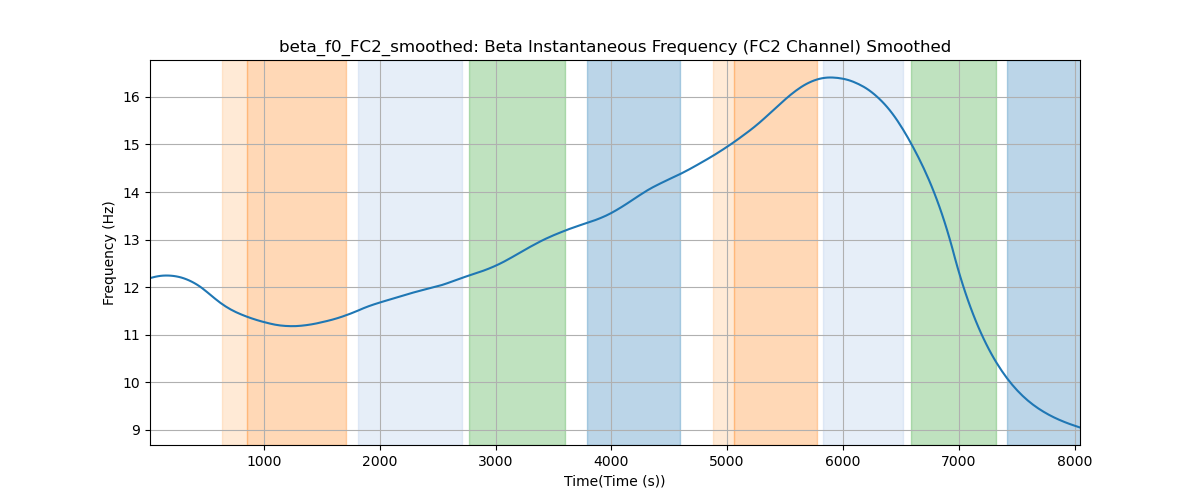 beta_f0_FC2_smoothed: Beta Instantaneous Frequency (FC2 Channel) Smoothed
Frequency (Hz)
16
15
14
13
12
11
10
9
1000 2000 3000 4000 5000 6000 7000 8000
Time(Time (s))